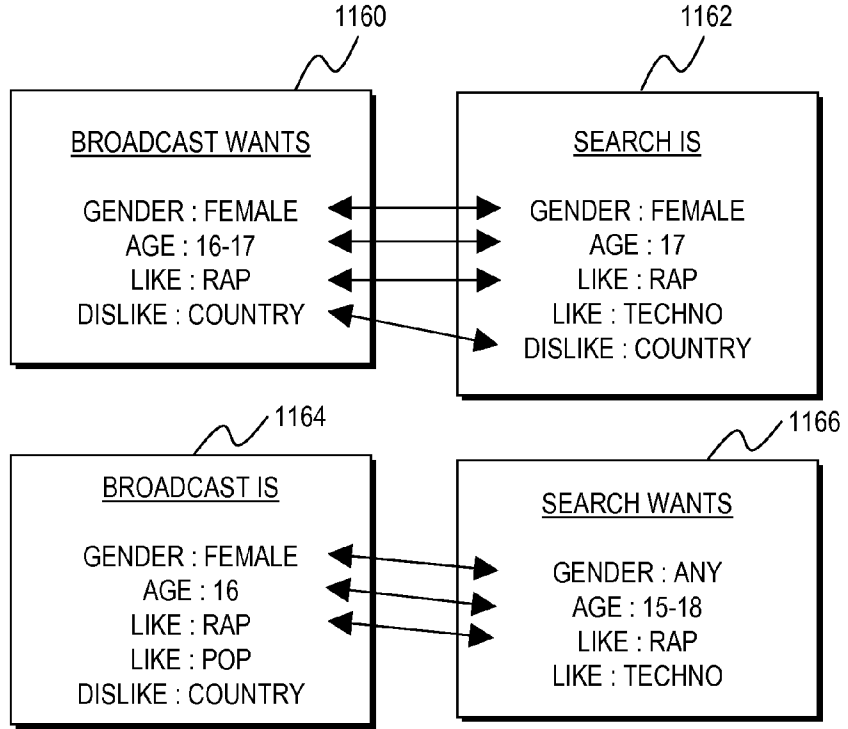 1160
BROADCAST WANTS
GENDER : FEMALE
AGE : 16-17
LIKE : RAP
DISLIKE : COUNTRY
1162
SEARCH IS
GENDER : FEMALE
AGE : 17
LIKE : RAP
LIKE : TECHNO
DISLIKE : COUNTRY
1164
BROADCAST IS
GENDER : FEMALE
AGE : 16
LIKE : RAP
LIKE : POP
DISLIKE : COUNTRY
1166
SEARCH WANTS
GENDER : ANY
AGE : 15-18
LIKE : RAP
LIKE : TECHNO